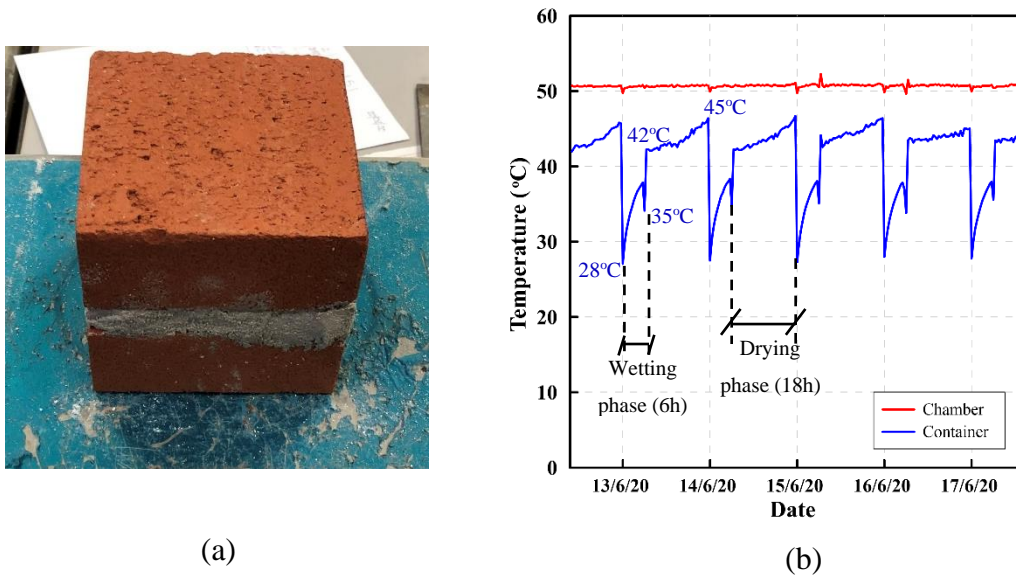 60
50
40
30
20
10
0
Temperature (°C)
45°C
42°C
35°C
28°C
Wetting
phase (6h)
Drying
phase (18h)
Chamber
Container
13/6/20 14/6/20 15/6/20 16/6/20 17/6/20
Date
(a)
(b)